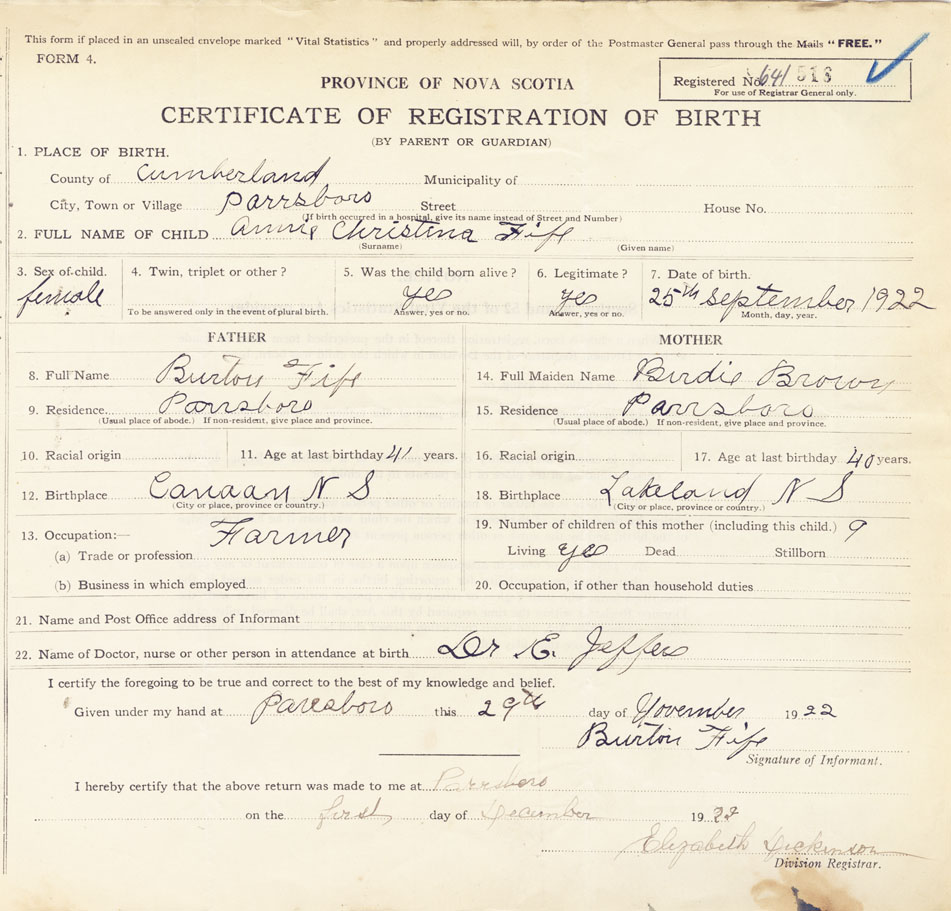 This form if placed in an unsealed envelope marked "Vital Statistics" and properly addressed will, by order of the Postmaster General pass through the Mails "FREE."
FORM 4.
PROVINCE OF NOVA SCOTIA
Registered No. 641 513
For use of Registrar General only.
CERTIFICATE OF REGISTRATION OF BIRTH
(BY PARENT OR GUARDIAN)
1. PLACE OF BIRTH.
County of Cumberland Municipality of
City, Town or Village Parrsboro Street House No.
(If birth occurred in a hospital, give its name instead of Street and Number)
2. FULL NAME OF CHILD Annie Christina Fife
(Surname) (Given name)
3. Sex of child. 4. Twin, triplet or other? 5. Was the child born alive? 6. Legitimate? 7. Date of birth.
female yes yes 25th September 1922
To be answered only in the event of plural birth. Answer, yes or no. Answer, yes or no. Month, day, year.
FATHER MOTHER
8. Full Name Burton Fife 14. Full Maiden Name Birdie Brown
9. Residence Parrsboro 15. Residence Parrsboro
(Usual place of abode.) If non-resident, give place and province. (Usual place of abode.) If non-resident, give place and province.
10. Racial origin 11. Age at last birthday 41 years. 16. Racial origin 17. Age at last birthday 40 years.
12. Birthplace Canaan N S 18. Birthplace Lakeland N S
(City or place, province or country.) (City or place, province or country.)
13. Occupation:— Farmer 19. Number of children of this mother (including this child.) 9
(a) Trade or profession Living yes Dead Stillborn
(b) Business in which employed 20. Occupation, if other than household duties
21. Name and Post Office address of Informant
22. Name of Doctor, nurse or other person in attendance at birth Dr E. Jeffers
I certify the foregoing to be true and correct to the best of my knowledge and belief.
Given under my hand at Parrsboro this 29th day of November 1922
Burton Fife
Signature of Informant.
I hereby certify that the above return was made to me at Parrsboro
on the first day of December 1922
Elizabeth Dickinson
Division Registrar.